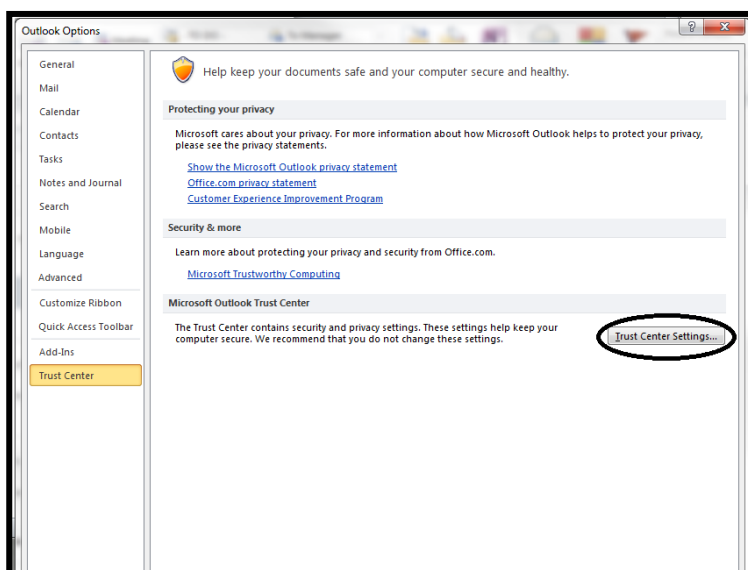 Outlook Options
General
Mail
Calendar
Contacts
Tasks
Notes and Journal
Search
Mobile
Language
Advanced
Customize Ribbon
Quick Access Toolbar
Add-Ins
Trust Center
Help keep your documents safe and your computer secure and healthy.
Protecting your privacy
Microsoft cares about your privacy. For more information about how Microsoft Outlook helps to protect your privacy,
please see the privacy statements.
Show the Microsoft Outlook privacy statement
Office.com privacy statement
Customer Experience Improvement Program
Security & more
Learn more about protecting your privacy and security from Office.com.
Microsoft Trustworthy Computing
Microsoft Outlook Trust Center
The Trust Center contains security and privacy settings. These settings help keep your
computer secure. We recommend that you do not change these settings.
Trust Center Settings...